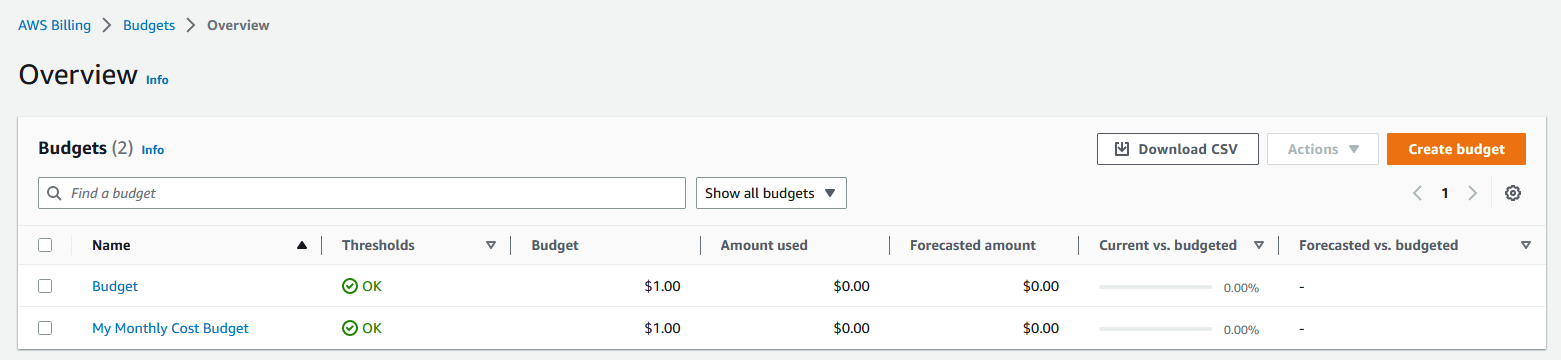 AWS Billing > Budgets > Overview
Overview Info
Budgets (2) Info Download CSV Actions Create budget
Find a budget Show all budgets 1
Name Thresholds Budget Amount used Forecasted amount Current vs. budgeted Forecasted vs. budgeted
Budget OK $1.00 $0.00 $0.00 0.00% -
My Monthly Cost Budget OK $1.00 $0.00 $0.00 0.00% -